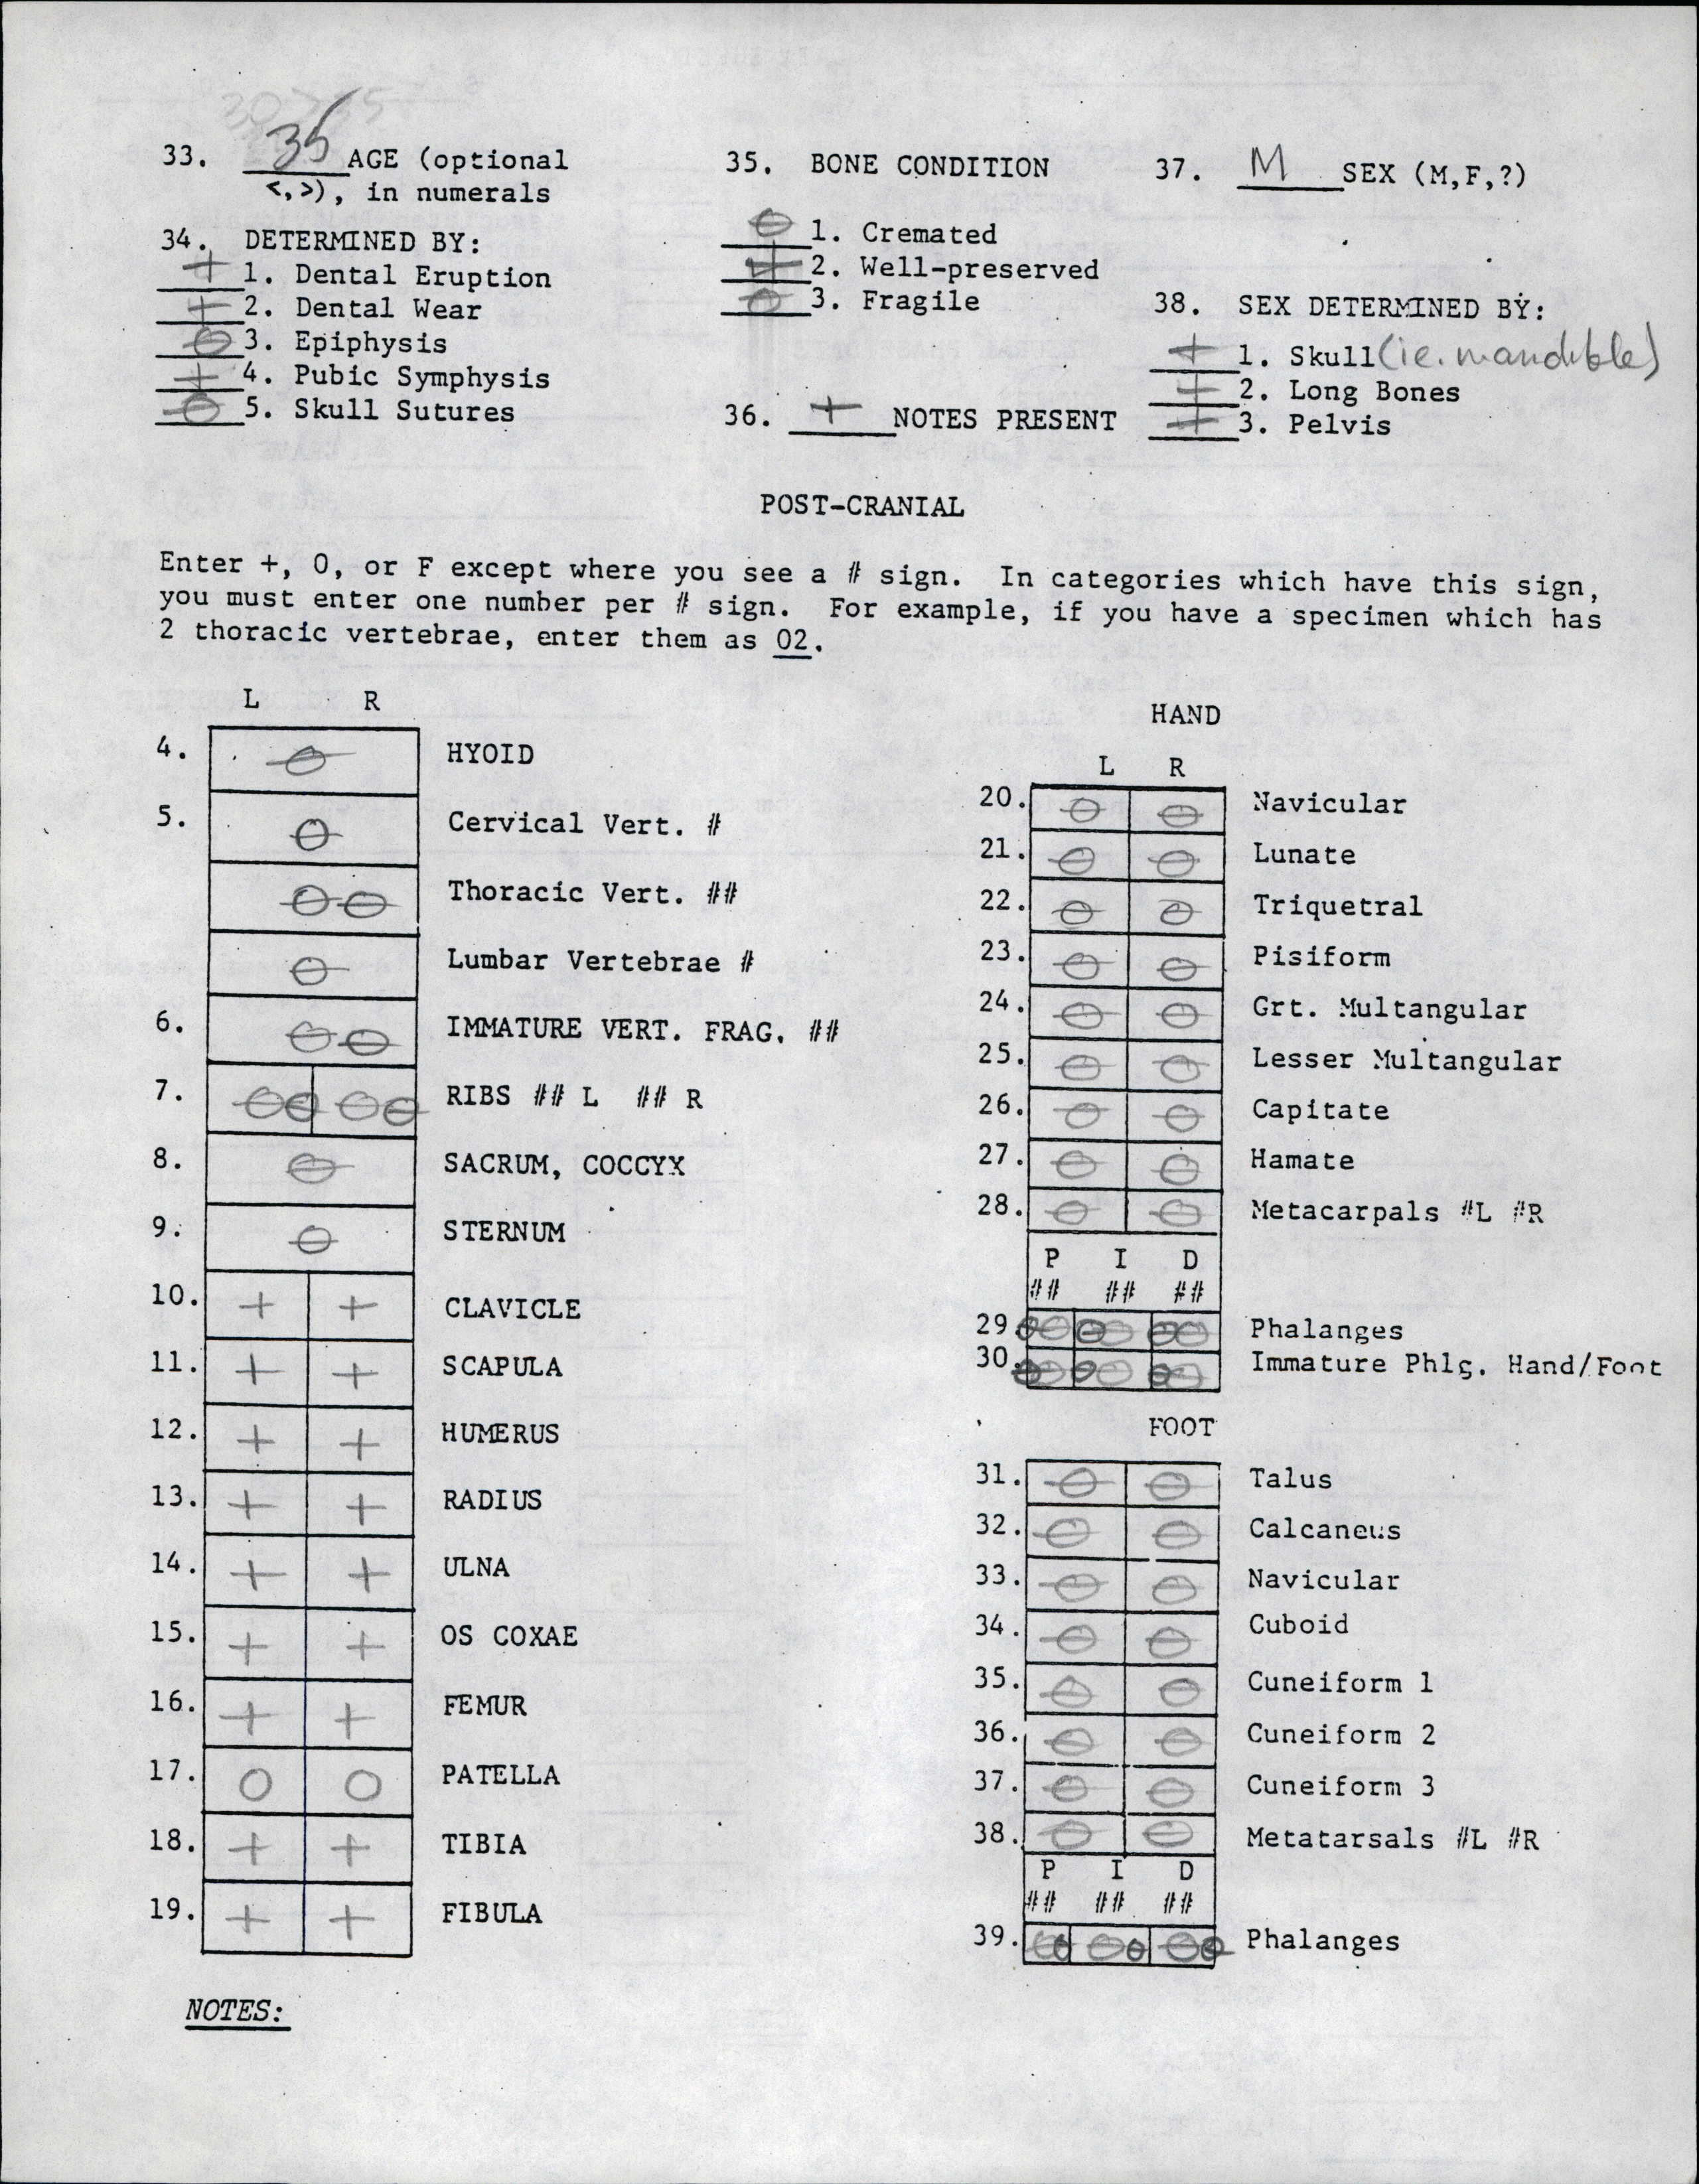 33. 35 AGE (optional
<,>), in numerals
34. DETERMINED BY:
+ 1. Dental Eruption
+ 2. Dental Wear
0 3. Epiphysis
+ 4. Pubic Symphysis
0 5. Skull Sutures
35. BONE CONDITION
0 1. Cremated
+ 2. Well-preserved
0 3. Fragile
36. + NOTES PRESENT
37. M SEX (M,F,?)
38. SEX DETERMINED BY:
+ 1. Skull (ie. mandible)
+ 2. Long Bones
+ 3. Pelvis
POST-CRANIAL
Enter +, 0, or F except where you see a # sign. In categories which have this sign,
you must enter one number per # sign. For example, if you have a specimen which has
2 thoracic vertebrae, enter them as 02.
L R
4. 0 HYOID
5. 0 Cervical Vert. #
00 Thoracic Vert. ##
0 Lumbar Vertebrae #
6. 00 IMMATURE VERT. FRAG. ##
7. 00 00 RIBS ## L ## R
8. 0 SACRUM, COCCYX
9. 0 STERNUM
10. + + CLAVICLE
11. + + SCAPULA
12. + + HUMERUS
13. + + RADIUS
14. + + ULNA
15. + + OS COXAE
16. + + FEMUR
17. 0 0 PATELLA
18. + + TIBIA
19. + + FIBULA
NOTES:
HAND
L R
20. 0 0 Navicular
21. 0 0 Lunate
22. 0 0 Triquetral
23. 0 0 Pisiform
24. 0 0 Grt. Multangular
25. 0 0 Lesser Multangular
26. 0 0 Capitate
27. 0 0 Hamate
28. 0 0 Metacarpals #L #R
P I D
## ## ##
29 00 00 00 Phalanges
30. 00 00 00 Immature Phlg. Hand/Foot
FOOT
31. 0 0 Talus
32. 0 0 Calcaneus
33. 0 0 Navicular
34. 0 0 Cuboid
35. 0 0 Cuneiform 1
36. 0 0 Cuneiform 2
37. 0 0 Cuneiform 3
38. 0 0 Metatarsals #L #R
P I D
## ## ##
39. 00 00 00 Phalanges